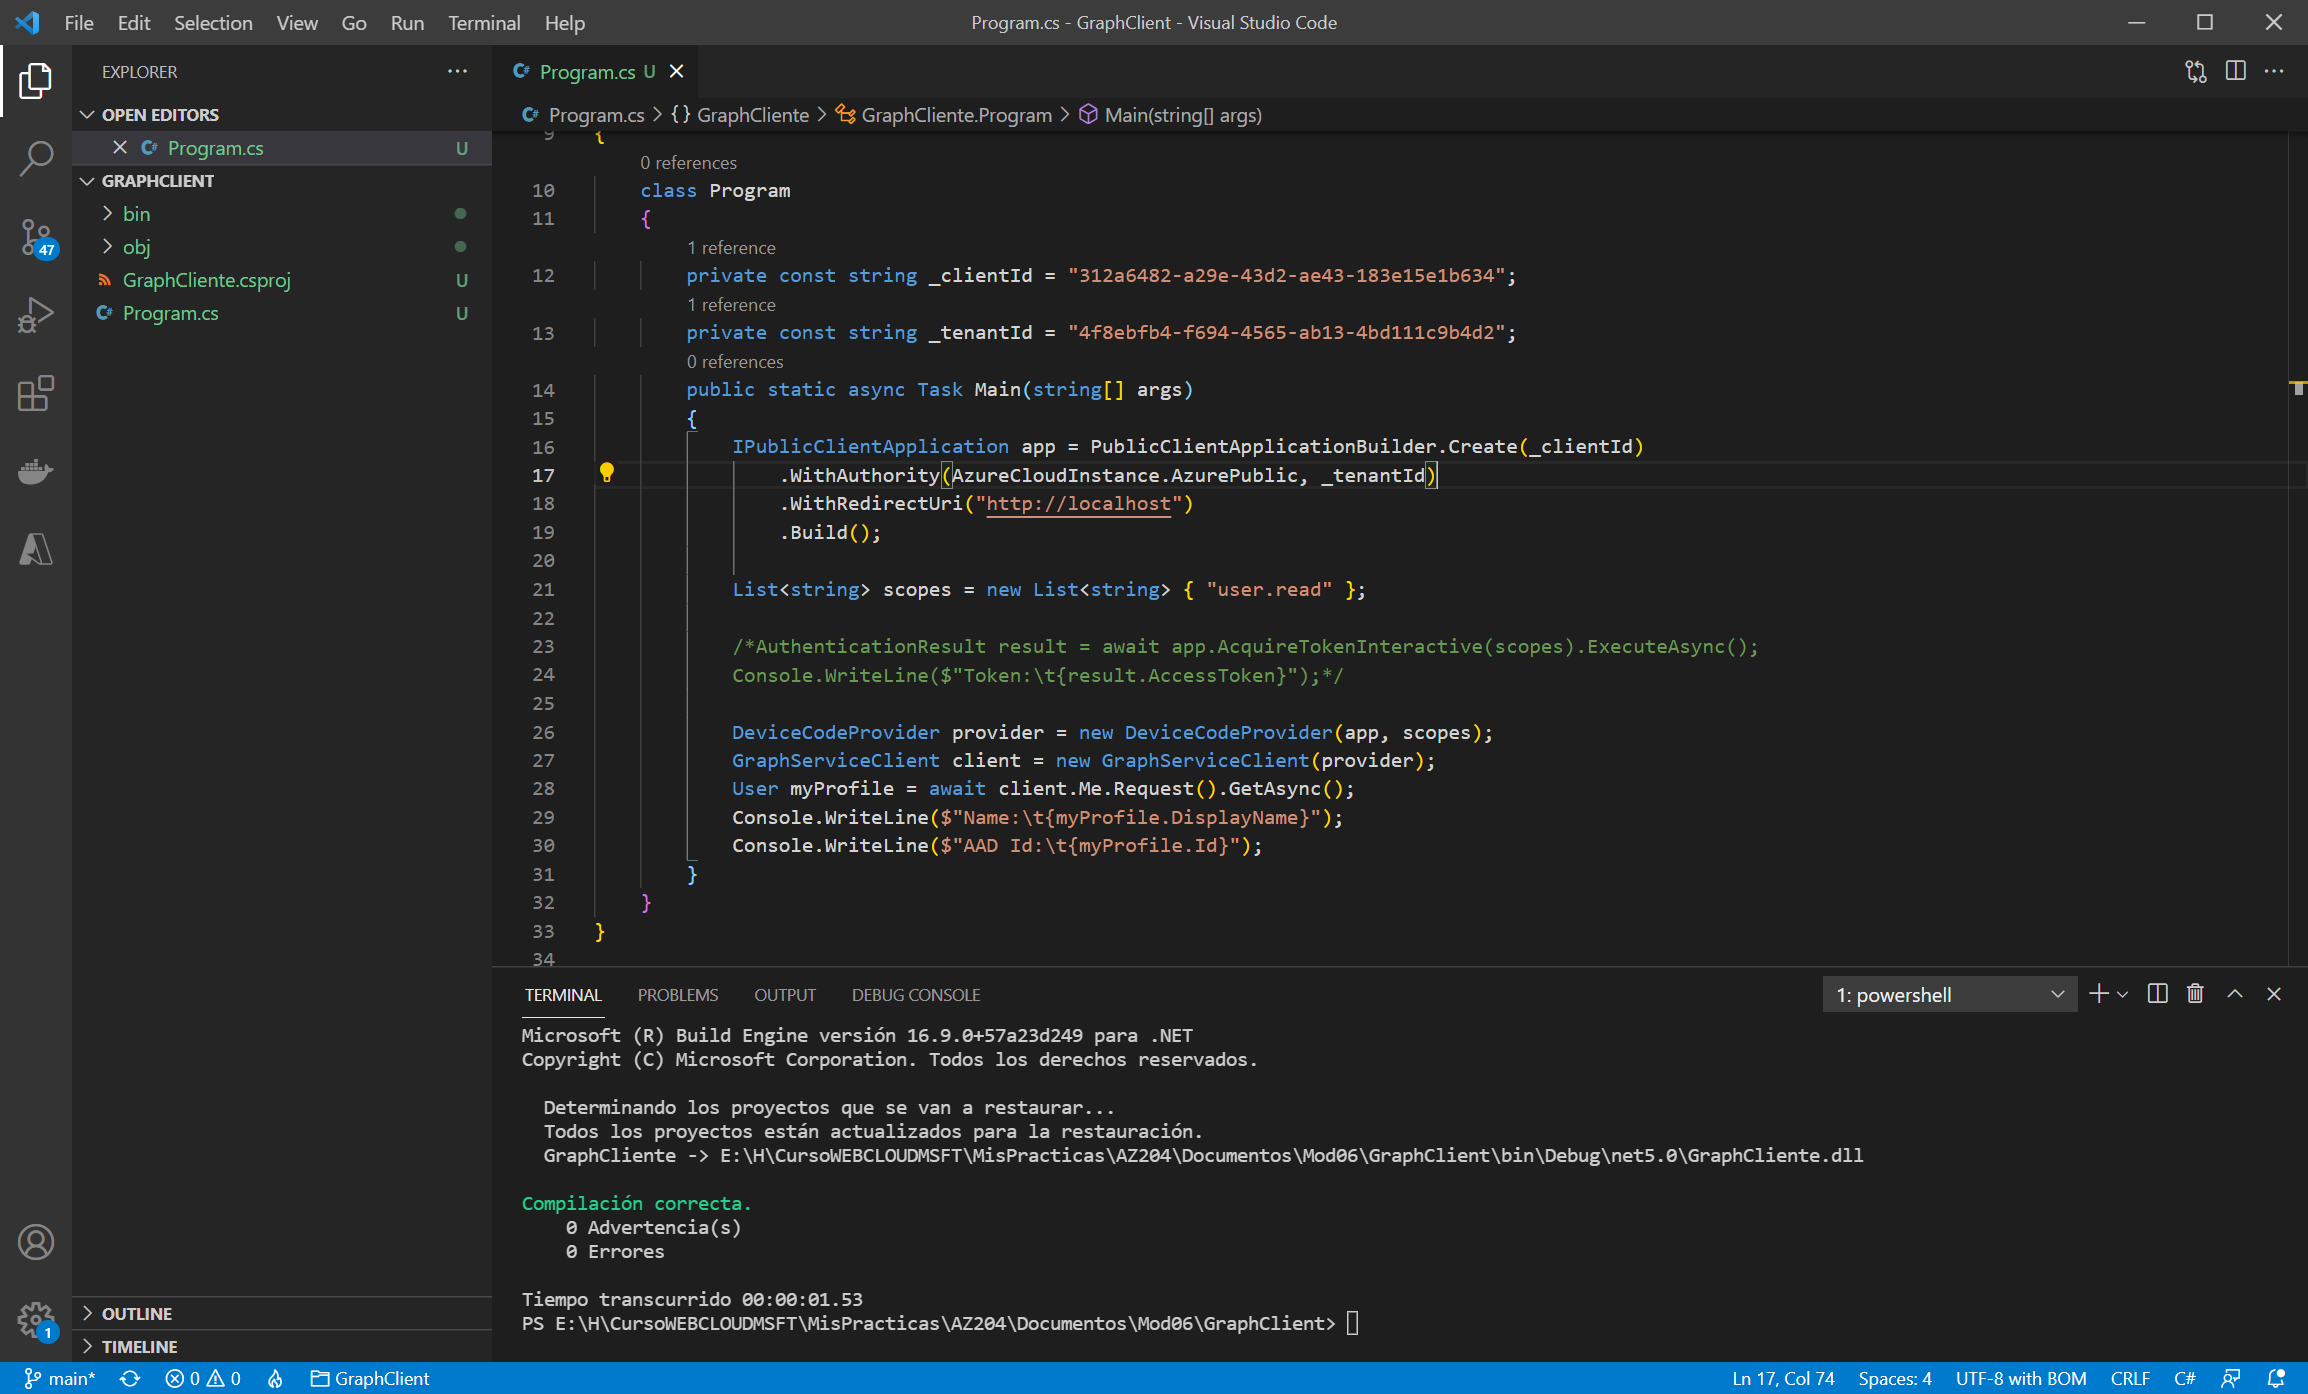 File Edit Selection View Go Run Terminal Help
Program.cs - GraphClient - Visual Studio Code
EXPLORER
OPEN EDITORS
Program.cs U
GRAPHCLIENT
bin
obj
GraphCliente.csproj U
Program.cs U
47
1
OUTLINE
TIMELINE
Program.cs U
Program.cs > {} GraphCliente > GraphCliente.Program > Main(string[] args)
9 {
0 references
10 class Program
11 {
1 reference
12 private const string _clientId = "312a6482-a29e-43d2-ae43-183e15e1b634";
1 reference
13 private const string _tenantId = "4f8ebfb4-f694-4565-ab13-4bd111c9b4d2";
0 references
14 public static async Task Main(string[] args)
15 {
16 IPublicClientApplication app = PublicClientApplicationBuilder.Create(_clientId)
17 .WithAuthority(AzureCloudInstance.AzurePublic, _tenantId)
18 .WithRedirectUri("http://localhost")
19 .Build();
20
21 List<string> scopes = new List<string> { "user.read" };
22
23 /*AuthenticationResult result = await app.AcquireTokenInteractive(scopes).ExecuteAsync();
24 Console.WriteLine($"Token:\t{result.AccessToken}");*/
25
26 DeviceCodeProvider provider = new DeviceCodeProvider(app, scopes);
27 GraphServiceClient client = new GraphServiceClient(provider);
28 User myProfile = await client.Me.Request().GetAsync();
29 Console.WriteLine($"Name:\t{myProfile.DisplayName}");
30 Console.WriteLine($"AAD Id:\t{myProfile.Id}");
31 }
32 }
33 }
34
TERMINAL PROBLEMS OUTPUT DEBUG CONSOLE 1: powershell
Microsoft (R) Build Engine versión 16.9.0+57a23d249 para .NET
Copyright (C) Microsoft Corporation. Todos los derechos reservados.
Determinando los proyectos que se van a restaurar...
Todos los proyectos están actualizados para la restauración.
GraphCliente -> E:\H\CursoWEBCLOUDMSFT\MisPracticas\AZ204\Documentos\Mod06\GraphClient\bin\Debug\net5.0\GraphCliente.dll
Compilación correcta.
0 Advertencia(s)
0 Errores
Tiempo transcurrido 00:00:01.53
PS E:\H\CursoWEBCLOUDMSFT\MisPracticas\AZ204\Documentos\Mod06\GraphClient>
main* 0 0 GraphClient Ln 17, Col 74 Spaces: 4 UTF-8 with BOM CRLF C#